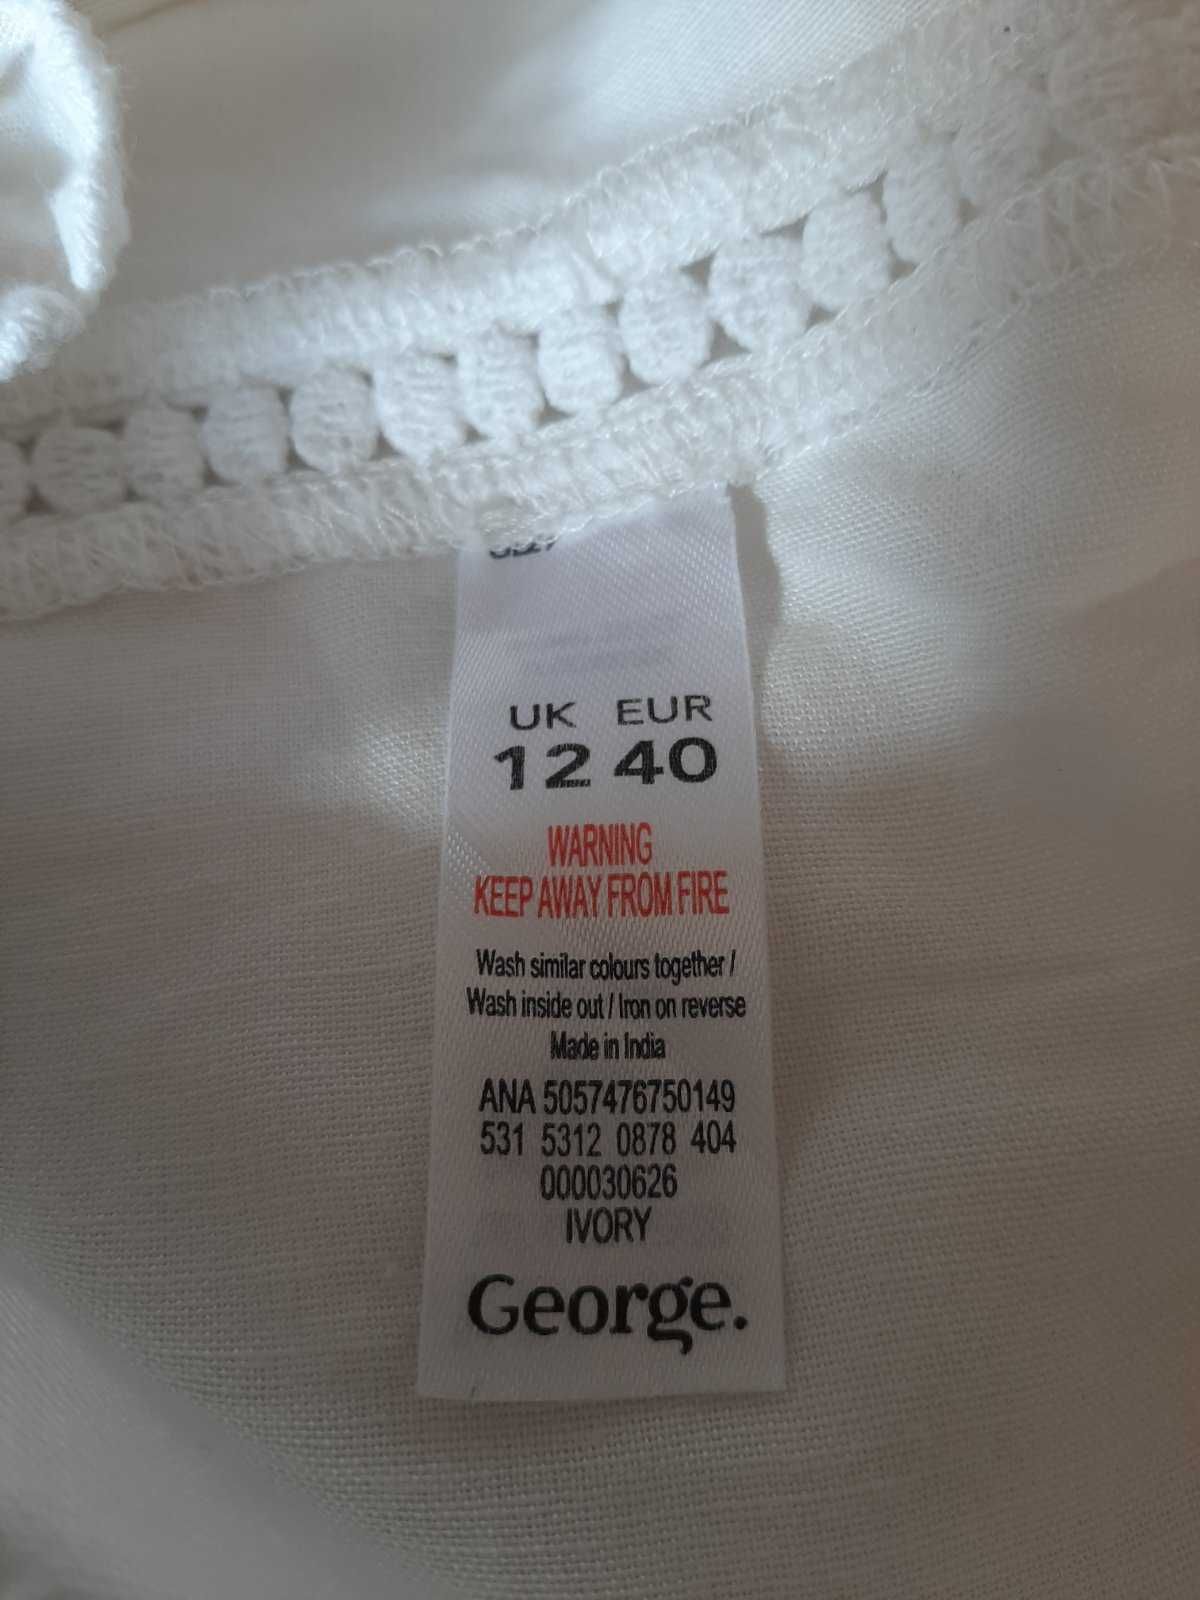 UK EUR
12 40
WARNING
KEEP AWAY FROM FIRE
Wash similar colours together /
Wash inside out / Iron on reverse
Made in India
ANA 5057476750149
531 5312 0878 404
000030626
IVORY
George.